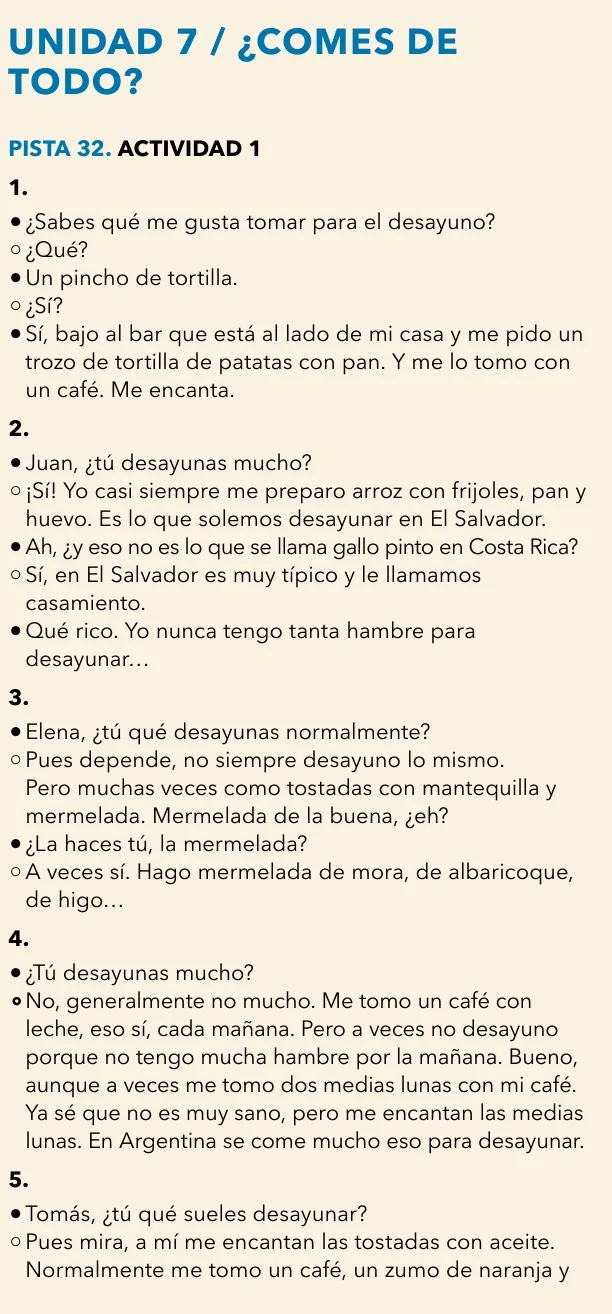 UNIDAD 7 / ¿COMES DE
TODO?
PISTA 32. ACTIVIDAD 1
1.
● ¿Sabes qué me gusta tomar para el desayuno?
○ ¿Qué?
● Un pincho de tortilla.
○ ¿Sí?
● Sí, bajo al bar que está al lado de mi casa y me pido un
trozo de tortilla de patatas con pan. Y me lo tomo con
un café. Me encanta.
2.
● Juan, ¿tú desayunas mucho?
○ ¡Sí! Yo casi siempre me preparo arroz con frijoles, pan y
huevo. Es lo que solemos desayunar en El Salvador.
● Ah, ¿y eso no es lo que se llama gallo pinto en Costa Rica?
○ Sí, en El Salvador es muy típico y le llamamos
casamiento.
● Qué rico. Yo nunca tengo tanta hambre para
desayunar…
3.
● Elena, ¿tú qué desayunas normalmente?
○ Pues depende, no siempre desayuno lo mismo.
Pero muchas veces como tostadas con mantequilla y
mermelada. Mermelada de la buena, ¿eh?
● ¿La haces tú, la mermelada?
○ A veces sí. Hago mermelada de mora, de albaricoque,
de higo…
4.
● ¿Tú desayunas mucho?
○ No, generalmente no mucho. Me tomo un café con
leche, eso sí, cada mañana. Pero a veces no desayuno
porque no tengo mucha hambre por la mañana. Bueno,
aunque a veces me tomo dos medias lunas con mi café.
Ya sé que no es muy sano, pero me encantan las medias
lunas. En Argentina se come mucho eso para desayunar.
5.
● Tomás, ¿tú qué sueles desayunar?
○ Pues mira, a mí me encantan las tostadas con aceite.
Normalmente me tomo un café, un zumo de naranja y